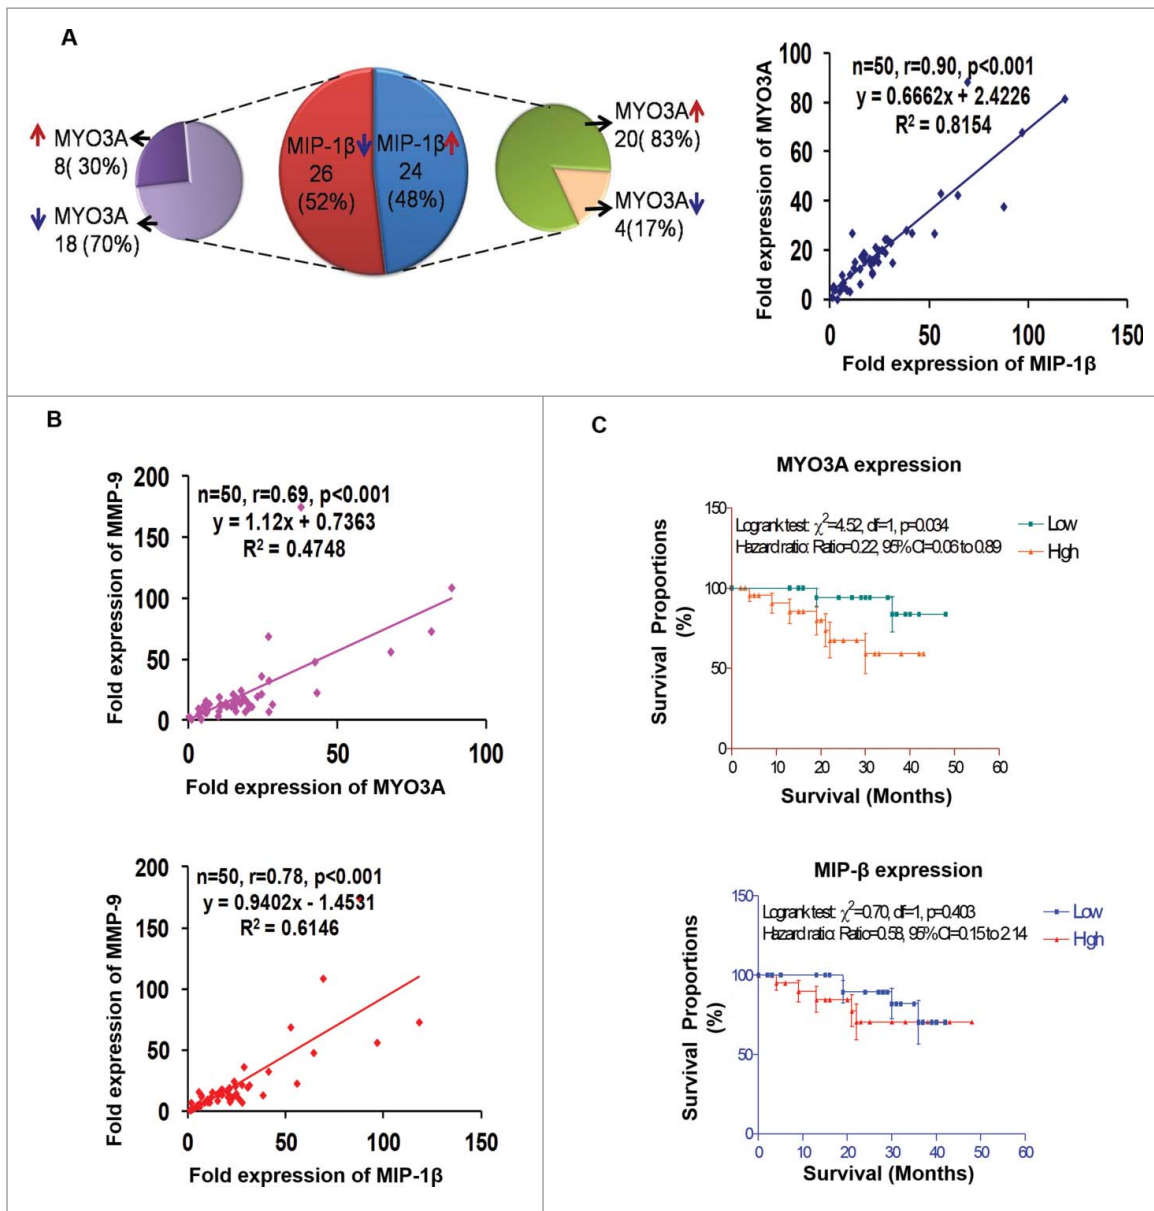 A
MYO3A
8( 30%)
MYO3A
18 (70%)
MIP-1β
26
(52%)
MIP-1β
24
(48%)
MYO3A
20( 83%)
MYO3A
4(17%)
Fold expression of MYO3A
100
80
60
40
20
0
n=50, r=0.90, p<0.001
y = 0.6662x + 2.4226
R² = 0.8154
0 50 100 150
Fold expression of MIP-1β
B
Fold expression of MMP-9
200
150
100
50
0
n=50, r=0.69, p<0.001
y = 1.12x + 0.7363
R² = 0.4748
0 50 100
Fold expression of MYO3A
Fold expression of MMP-9
200
150
100
50
0
n=50, r=0.78, p<0.001
y = 0.9402x - 1.4531
R² = 0.6146
0 50 100 150
Fold expression of MIP-1β
C
MYO3A expression
Survival Proportions
(%)
150
100
50
0
Logrank test: χ²=4.52, df=1, p=0.034
Hazard ratio: Ratio=0.22, 95% CI=0.06 to 0.89
Low
Hgh
0 10 20 30 40 50 60
Survival (Months)
MIP-β expression
Survival Proportions
(%)
150
100
50
0
Logrank test: χ²=0.70, df=1, p=0.403
Hazard ratio: Ratio=0.58, 95% CI=0.15 to 2.14
Low
Hgh
0 10 20 30 40 50 60
Survival (Months)